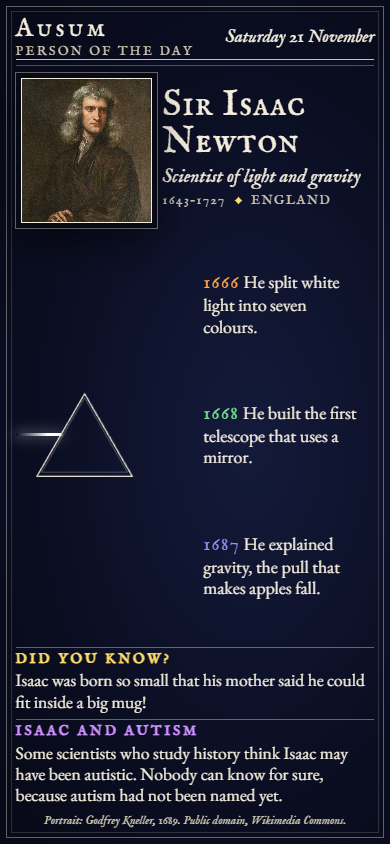 Ausum
PERSON OF THE DAY
Saturday 21 November
Sir Isaac
Newton
Scientist of light and gravity
1643–1727 ◆ ENGLAND
1666 He split white
light into seven
colours.
1668 He built the first
telescope that uses a
mirror.
1687 He explained
gravity, the pull that
makes apples fall.
DID YOU KNOW?
Isaac was born so small that his mother said he could
fit inside a big mug!
ISAAC AND AUTISM
Some scientists who study history think Isaac may
have been autistic. Nobody can know for sure,
because autism had not been named yet.
Portrait: Godfrey Kneller, 1689. Public domain, Wikimedia Commons.